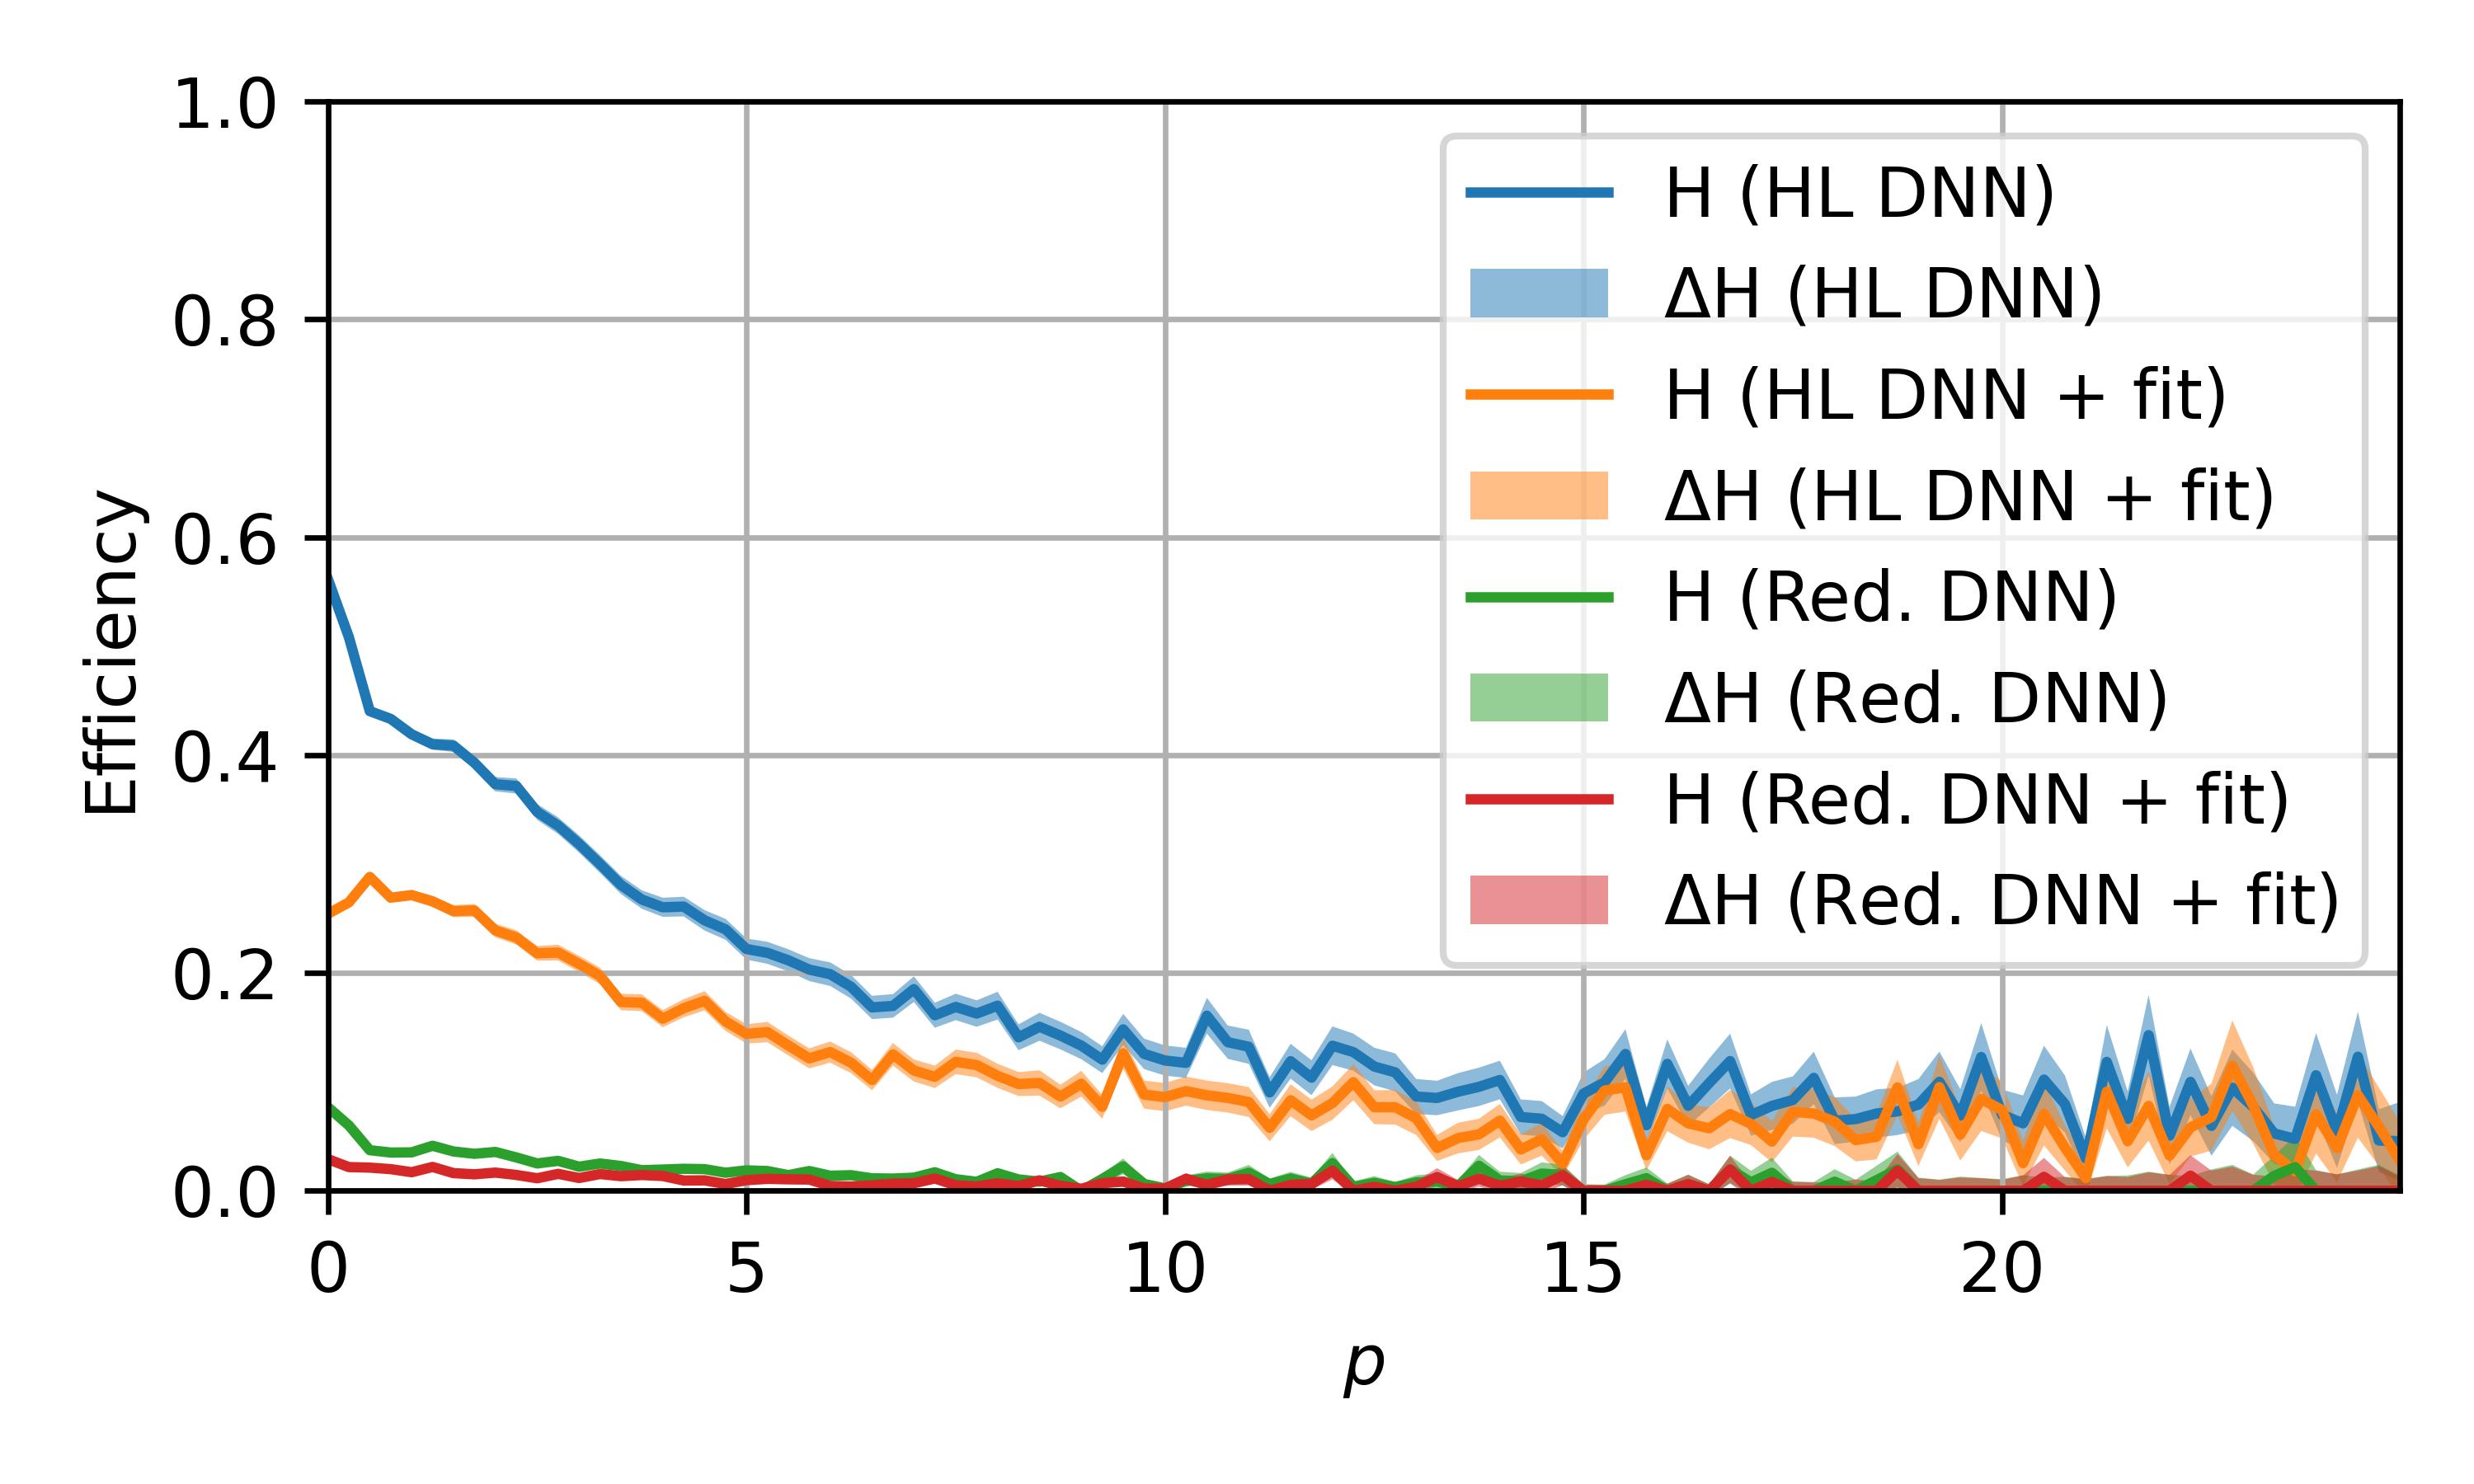 1.0
0.8
0.6
0.4
0.2
0.0
Efficiency
0
5
10
15
20
p
H (HL DNN)
ΔH (HL DNN)
H (HL DNN + fit)
ΔH (HL DNN + fit)
H (Red. DNN)
ΔH (Red. DNN)
H (Red. DNN + fit)
ΔH (Red. DNN + fit)